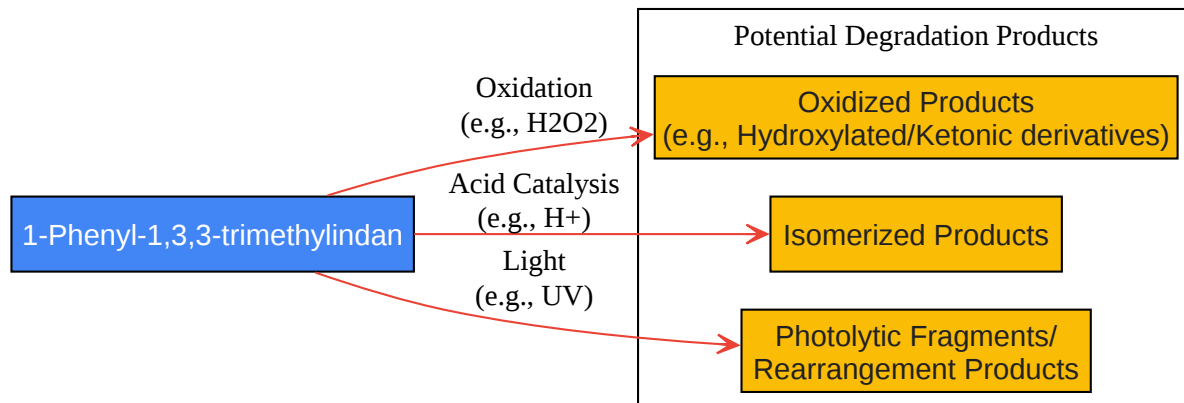 Potential Degradation Products
Oxidation
(e.g., H2O2)
Oxidized Products
(e.g., Hydroxylated/Ketonic derivatives)
1-Phenyl-1,3,3-trimethylindan
Acid Catalysis
(e.g., H+)
Isomerized Products
Light
(e.g., UV)
Photolytic Fragments/
Rearrangement Products